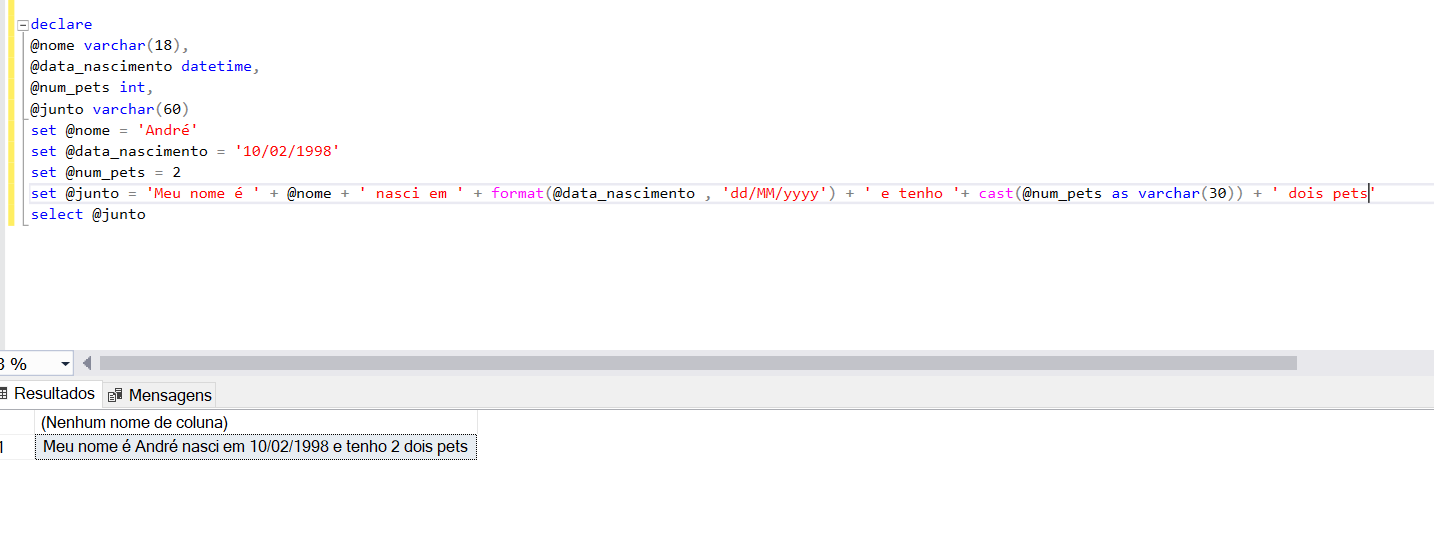 declare
@nome varchar(18),
@data_nascimento datetime,
@num_pets int,
@junto varchar(60)
set @nome = 'André'
set @data_nascimento = '10/02/1998'
set @num_pets = 2
set @junto = 'Meu nome é ' + @nome + ' nasci em ' + format(@data_nascimento , 'dd/MM/yyyy') + ' e tenho '+ cast(@num_pets as varchar(30)) + ' dois pets'
select @junto
%
Resultados Mensagens
(Nenhum nome de coluna)
1 Meu nome é André nasci em 10/02/1998 e tenho 2 dois pets